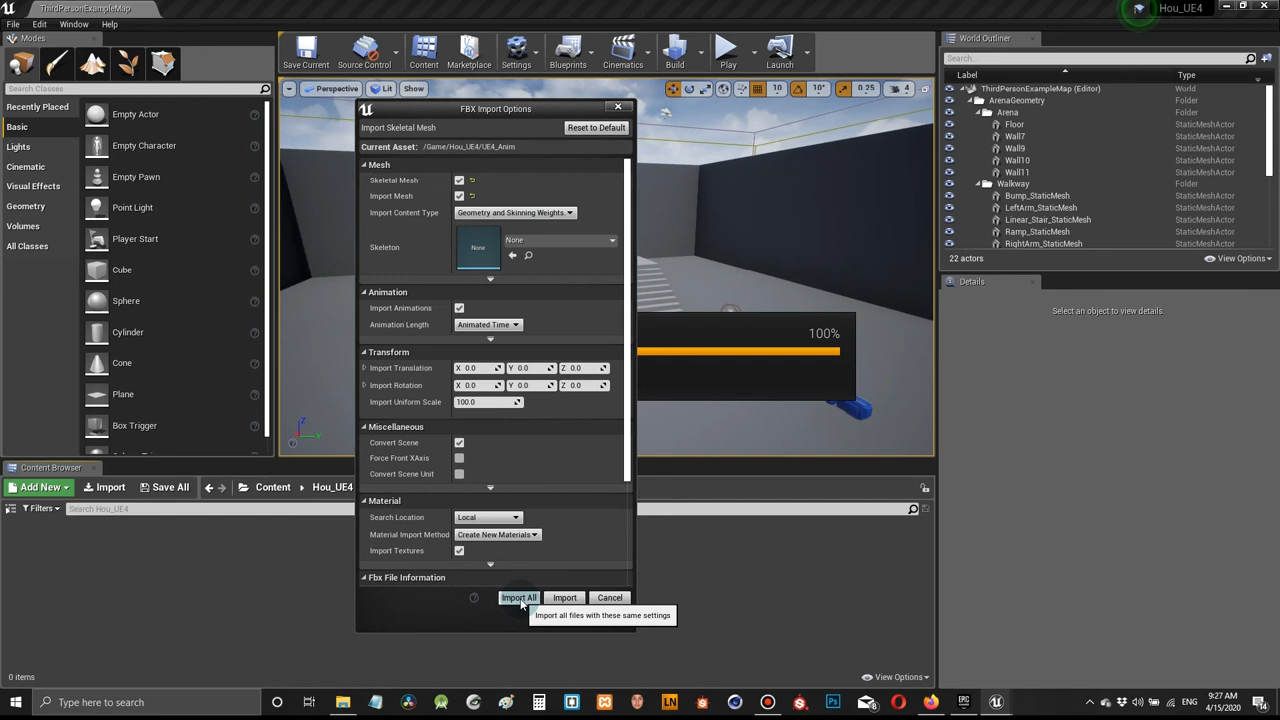 ThirdPersonExampleMap
Hou_UE4
File Edit Window Help
Modes
Search Classes
Recently Placed
Basic
Lights
Cinematic
Visual Effects
Geometry
Volumes
All Classes
Empty Actor
Empty Character
Empty Pawn
Point Light
Player Start
Cube
Sphere
Cylinder
Cone
Plane
Box Trigger
Save Current
Source Control
Content
Marketplace
Settings
Blueprints
Cinematics
Build
Play
Launch
Perspective Lit Show
10 10° 0.25 4
FBX Import Options
Import Skeletal Mesh Reset to Default
Current Asset: /Game/Hou_UE4/UE4_Anim
Mesh
Skeletal Mesh
Import Mesh
Import Content Type Geometry and Skinning Weights.
Skeleton None None
Animation
Import Animations
Animation Length Animated Time
Transform
Import Translation X 0.0 Y 0.0 Z 0.0
Import Rotation X 0.0 Y 0.0 Z 0.0
Import Uniform Scale 100.0
Miscellaneous
Convert Scene
Force Front XAxis
Convert Scene Unit
Material
Search Location Local
Material Import Method Create New Materials
Import Textures
Fbx File Information
Import All Import Cancel
Import all files with these same settings
100%
Z
Y
World Outliner
Search...
Label Type
ThirdPersonExampleMap (Editor) World
ArenaGeometry Folder
Arena Folder
Floor StaticMeshActor
Wall7 StaticMeshActor
Wall9 StaticMeshActor
Wall10 StaticMeshActor
Wall11 StaticMeshActor
Walkway Folder
Bump_StaticMesh StaticMeshActor
LeftArm_StaticMesh StaticMeshActor
Linear_Stair_StaticMesh StaticMeshActor
Ramp_StaticMesh StaticMeshActor
RightArm_StaticMesh StaticMeshActor
22 actors View Options
Details
Select an object to view details.
Content Browser
Add New Import Save All Content Hou_UE4
Filters Search Hou_UE4
0 items View Options
Type here to search
LN
Ps
8
EPIC
ENG
9:27 AM
4/15/2020